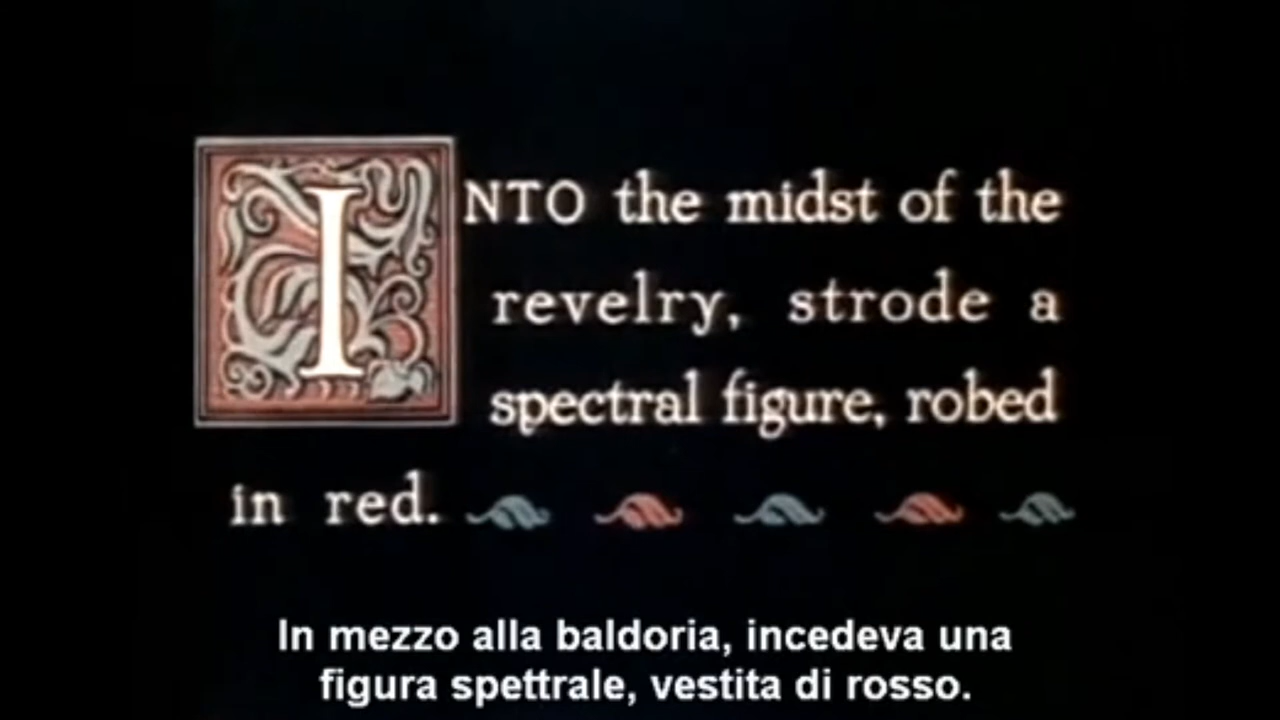 INTO the midst of the
revelry, strode a
spectral figure, robed
in red.
In mezzo alla baldoria, incedeva una
figura spettrale, vestita di rosso.